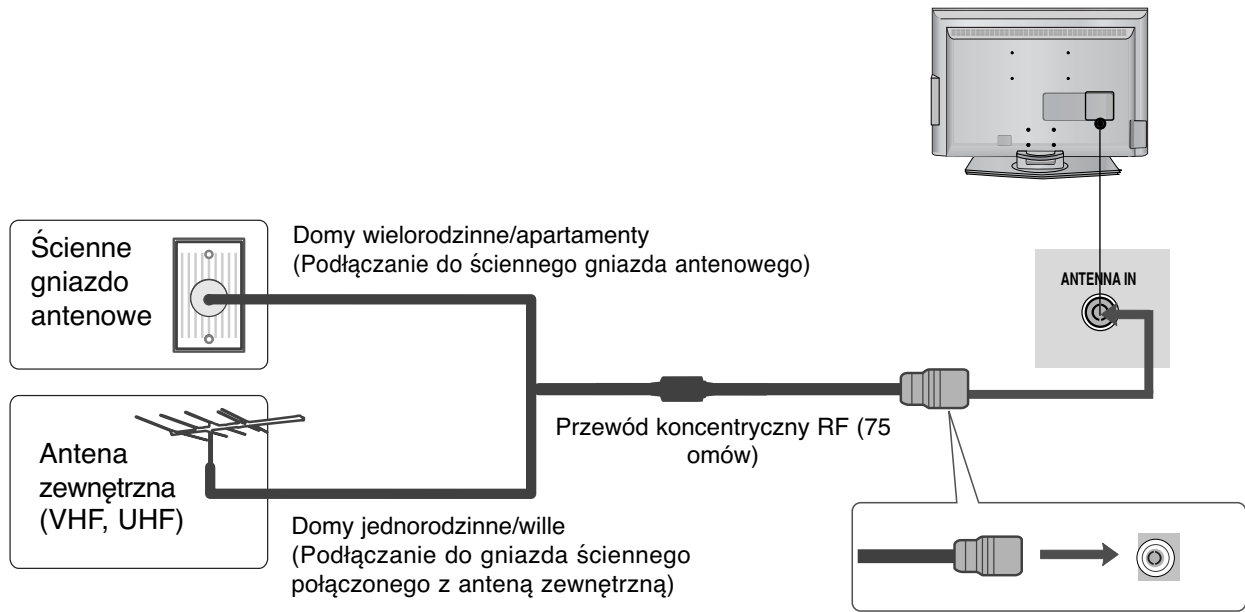 Ścienne
gniazdo
antenowe
Domy wielorodzinne/apartamenty
(Podłączanie do ściennego gniazda antenowego)
ANTENNA IN
Przewód koncentryczny RF (75
omów)
Antena
zewnętrzna
(VHF, UHF)
Domy jednorodzinne/wille
(Podłączanie do gniazda ściennego
połączonego z anteną zewnętrzną)